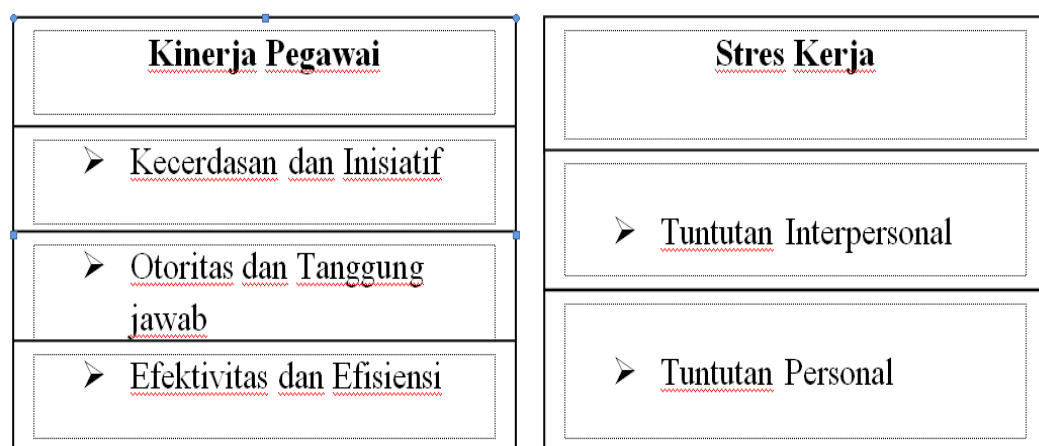 Kinerja Pegawai
➢ Kecerdasan dan Inisiatif
➢ Otoritas dan Tanggung
jawab
➢ Efektivitas dan Efisiensi
Stres Kerja
➢ Tuntutan Interpersonal
➢ Tuntutan Personal